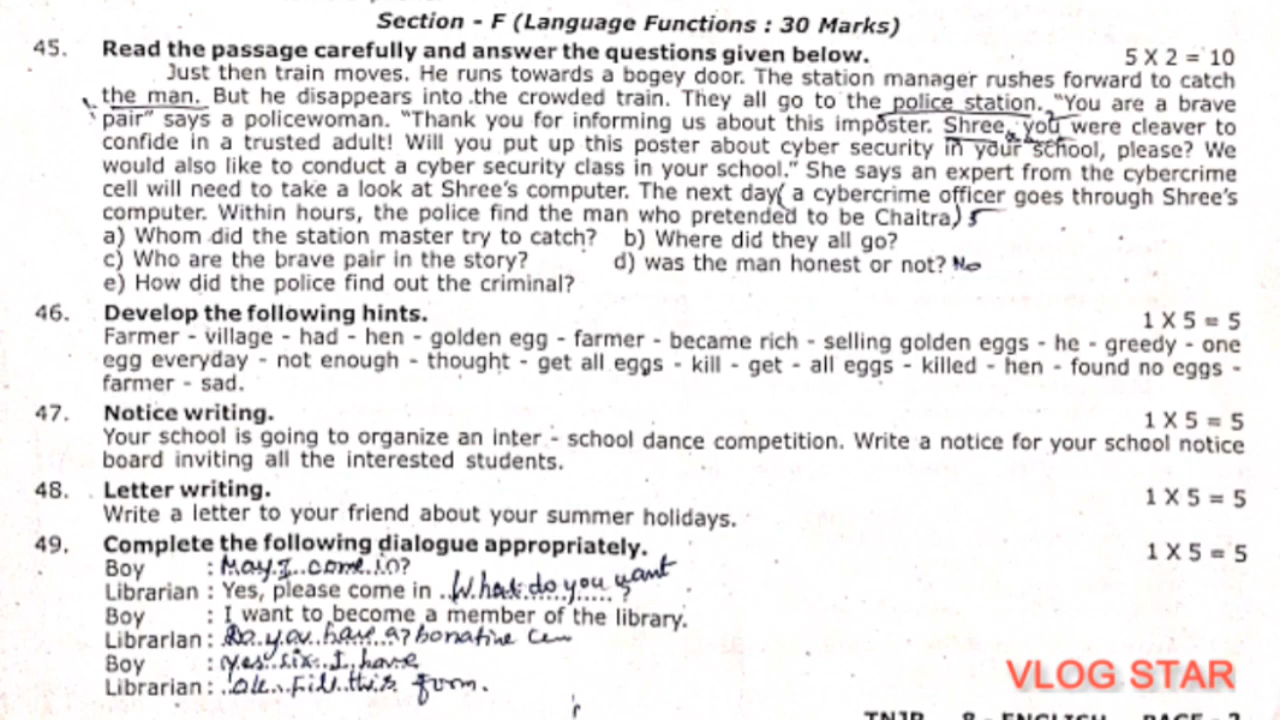 Section - F (Language Functions : 30 Marks)
45. Read the passage carefully and answer the questions given below. 5 X 2 = 10
Just then train moves. He runs towards a bogey door. The station manager rushes forward to catch
the man. But he disappears into the crowded train. They all go to the police station. "You are a brave
pair" says a policewoman. "Thank you for informing us about this imposter. Shree, you were cleaver to
confide in a trusted adult! Will you put up this poster about cyber security in your school, please? We
would also like to conduct a cyber security class in your school." She says an expert from the cybercrime
cell will need to take a look at Shree's computer. The next day( a cybercrime officer goes through Shree's
computer. Within hours, the police find the man who pretended to be Chaitra) 5
a) Whom did the station master try to catch? b) Where did they all go?
c) Who are the brave pair in the story? d) was the man honest or not? No
e) How did the police find out the criminal?
46. Develop the following hints. 1 X 5 = 5
Farmer - village - had - hen - golden egg - farmer - became rich - selling golden eggs - he - greedy - one
egg everyday - not enough - thought - get all eggs - kill - get - all eggs - killed - hen - found no eggs -
farmer - sad.
47. Notice writing. 1 X 5 = 5
Your school is going to organize an inter - school dance competition. Write a notice for your school notice
board inviting all the interested students.
48. Letter writing. 1 X 5 = 5
Write a letter to your friend about your summer holidays.
49. Complete the following dialogue appropriately. 1 X 5 = 5
Boy : May I come in?
Librarian : Yes, please come in What do you want ?
Boy : I want to become a member of the library.
Librarian : Do you have a bonafine
Boy : Yes sir I have
Librarian : Ok Fill this form.
VLOG STAR
TNJR 8 - ENGLISH PAGE - 2